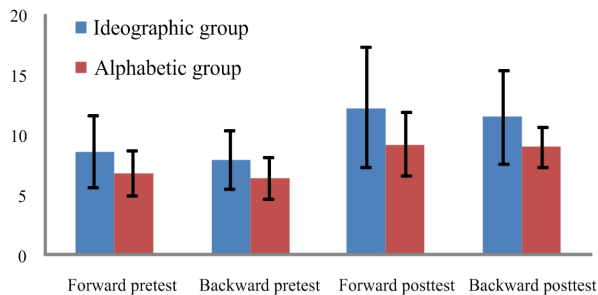 20
Ideographic group
15
Alphabetic group
10
5
0
Forward pretest Backward pretest Forward posttest Backward posttest